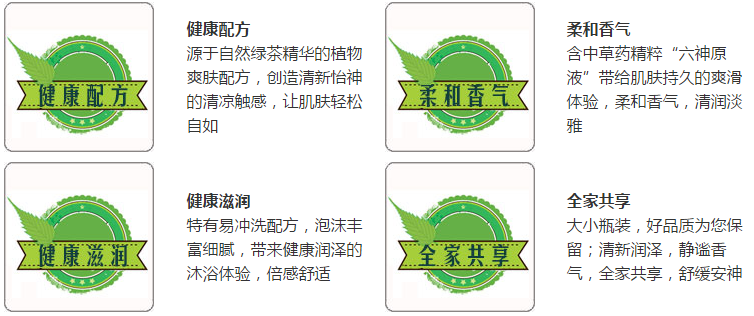 健康配方
健康配方
源于自然绿茶精华的植物
爽肤配方，创造清新怡神
的清凉触感，让肌肤轻松
自如
柔和香气
柔和香气
含中草药精粹“六神原
液”带给肌肤持久的爽滑
体验，柔和香气，清润淡
雅
健康滋润
健康滋润
特有易冲洗配方，泡沫丰
富细腻，带来健康润泽的
沐浴体验，倍感舒适
全家共享
全家共享
大小瓶装，好品质为您保
留；清新润泽，静谧香
气，全家共享，舒缓安神